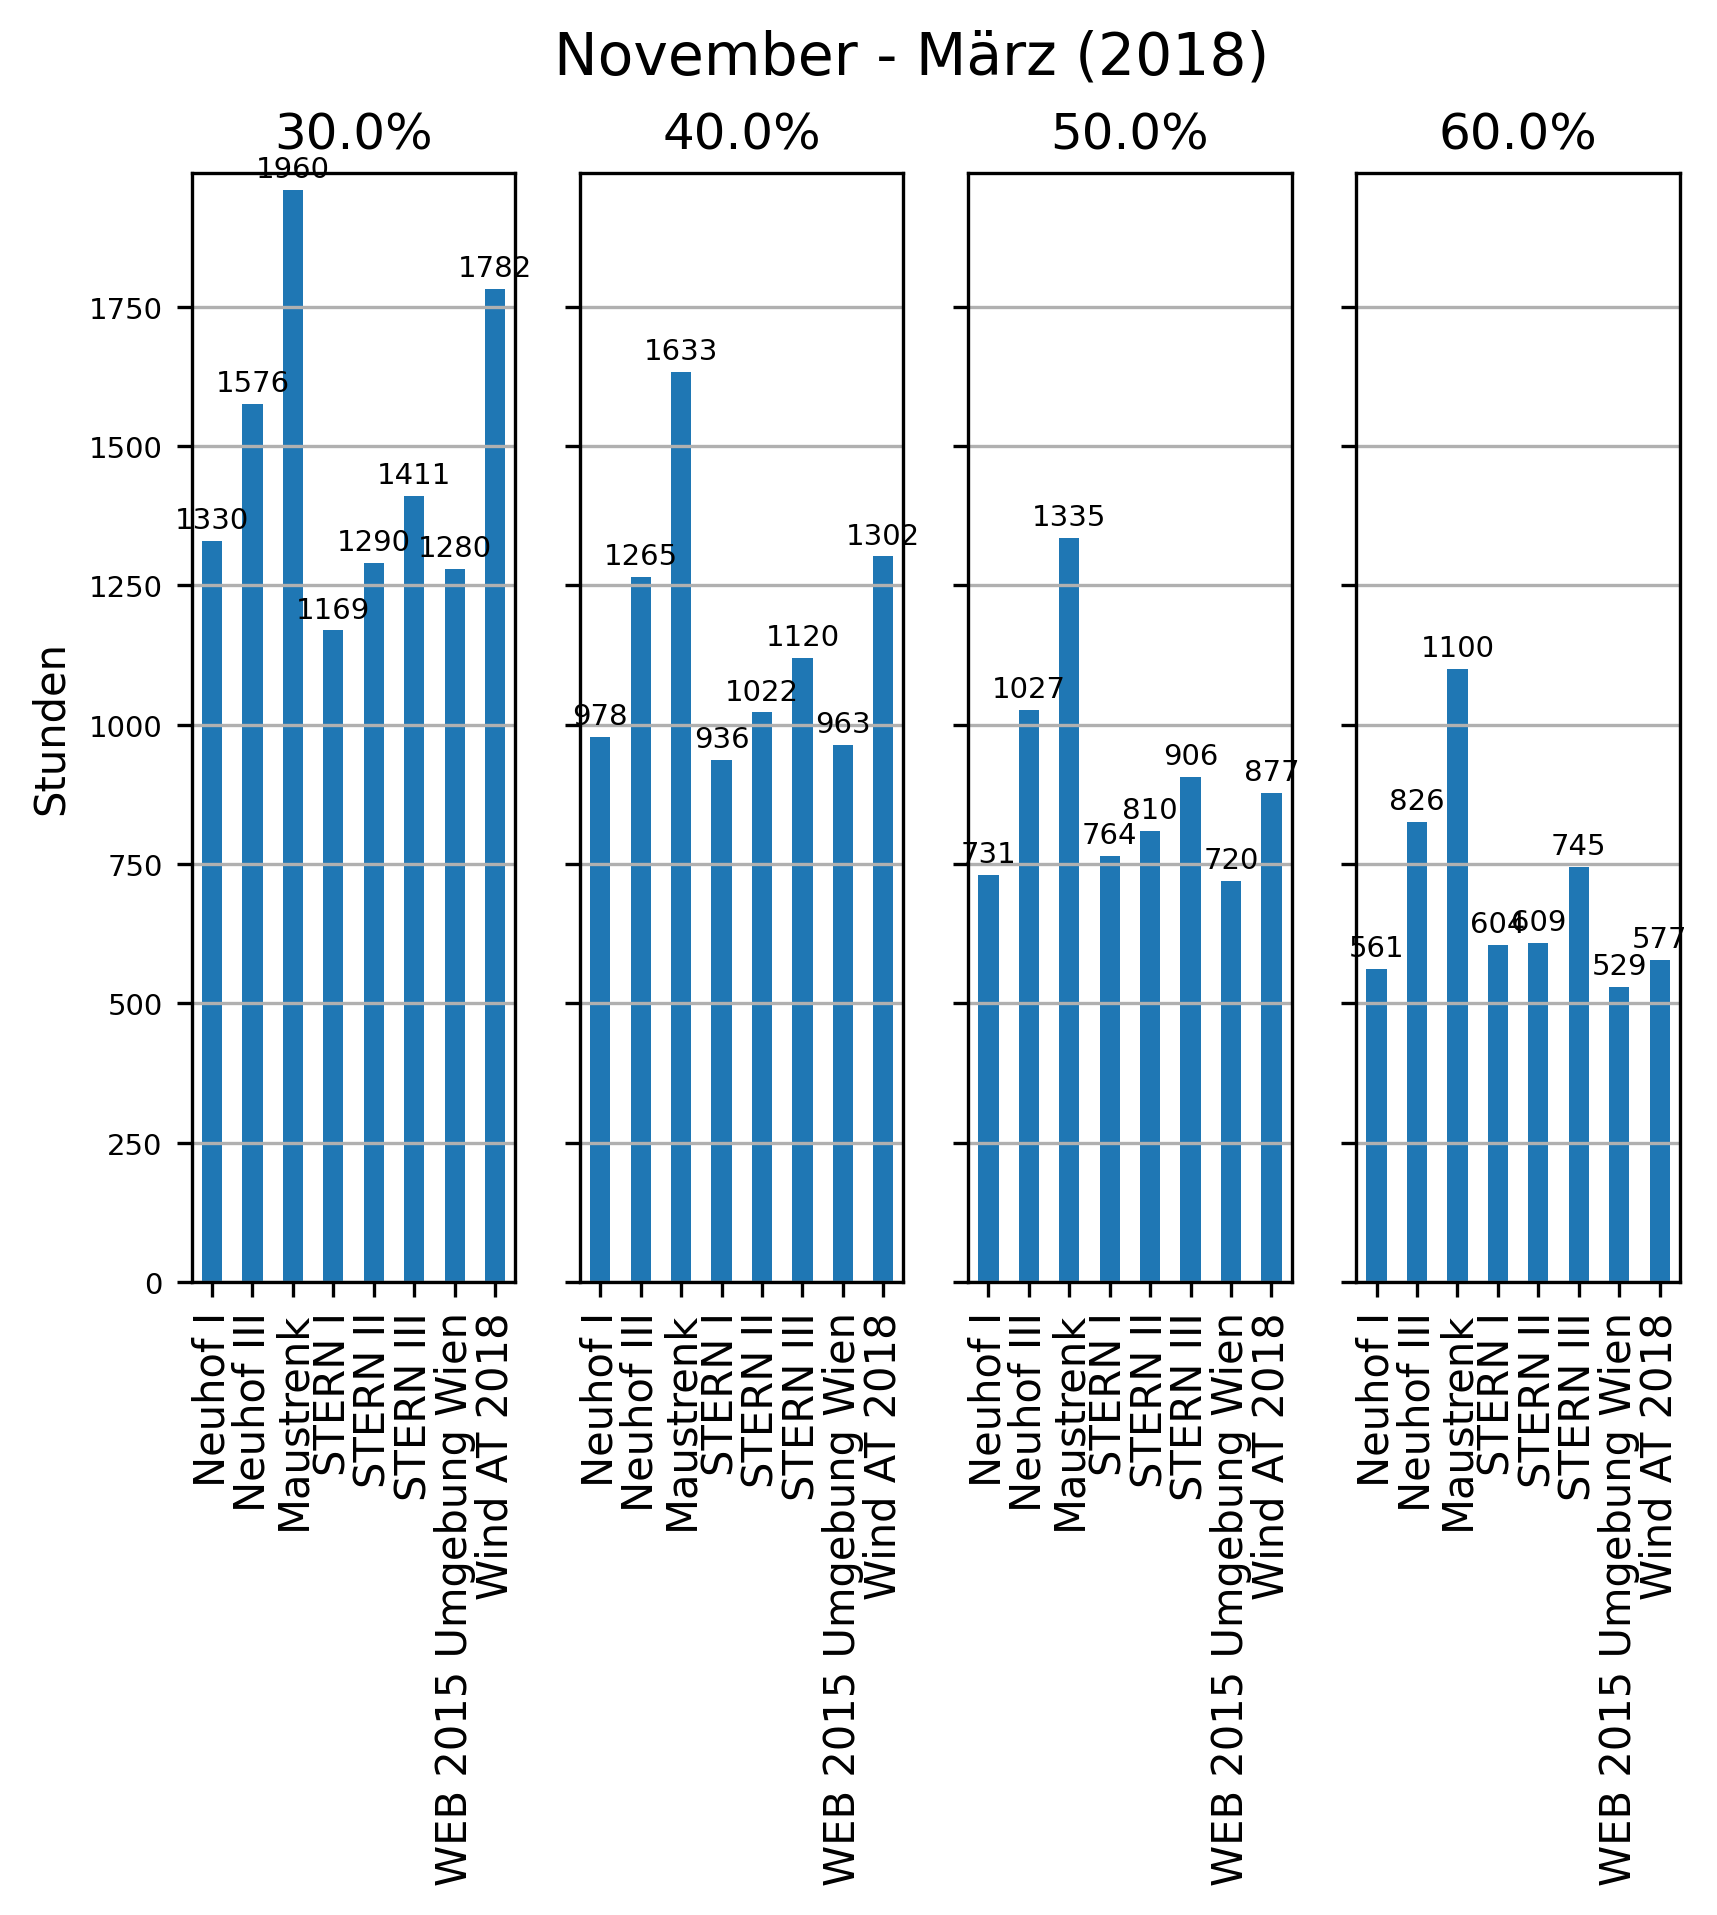 November - März (2018)
30.0%
40.0%
50.0%
60.0%
Stunden
1750
1500
1250
1000
750
500
250
0
1330
1576
1960
1169
1290
1411
1280
1782
978
1265
1633
936
1022
1120
963
1302
731
1027
1335
764
810
906
720
877
561
826
1100
604
609
745
529
577
Neuhof I
Neuhof III
Maustrenk
STERN I
STERN II
STERN III
WEB 2015 Umgebung Wien
Wind AT 2018
Neuhof I
Neuhof III
Maustrenk
STERN I
STERN II
STERN III
WEB 2015 Umgebung Wien
Wind AT 2018
Neuhof I
Neuhof III
Maustrenk
STERN I
STERN II
STERN III
WEB 2015 Umgebung Wien
Wind AT 2018
Neuhof I
Neuhof III
Maustrenk
STERN I
STERN II
STERN III
WEB 2015 Umgebung Wien
Wind AT 2018